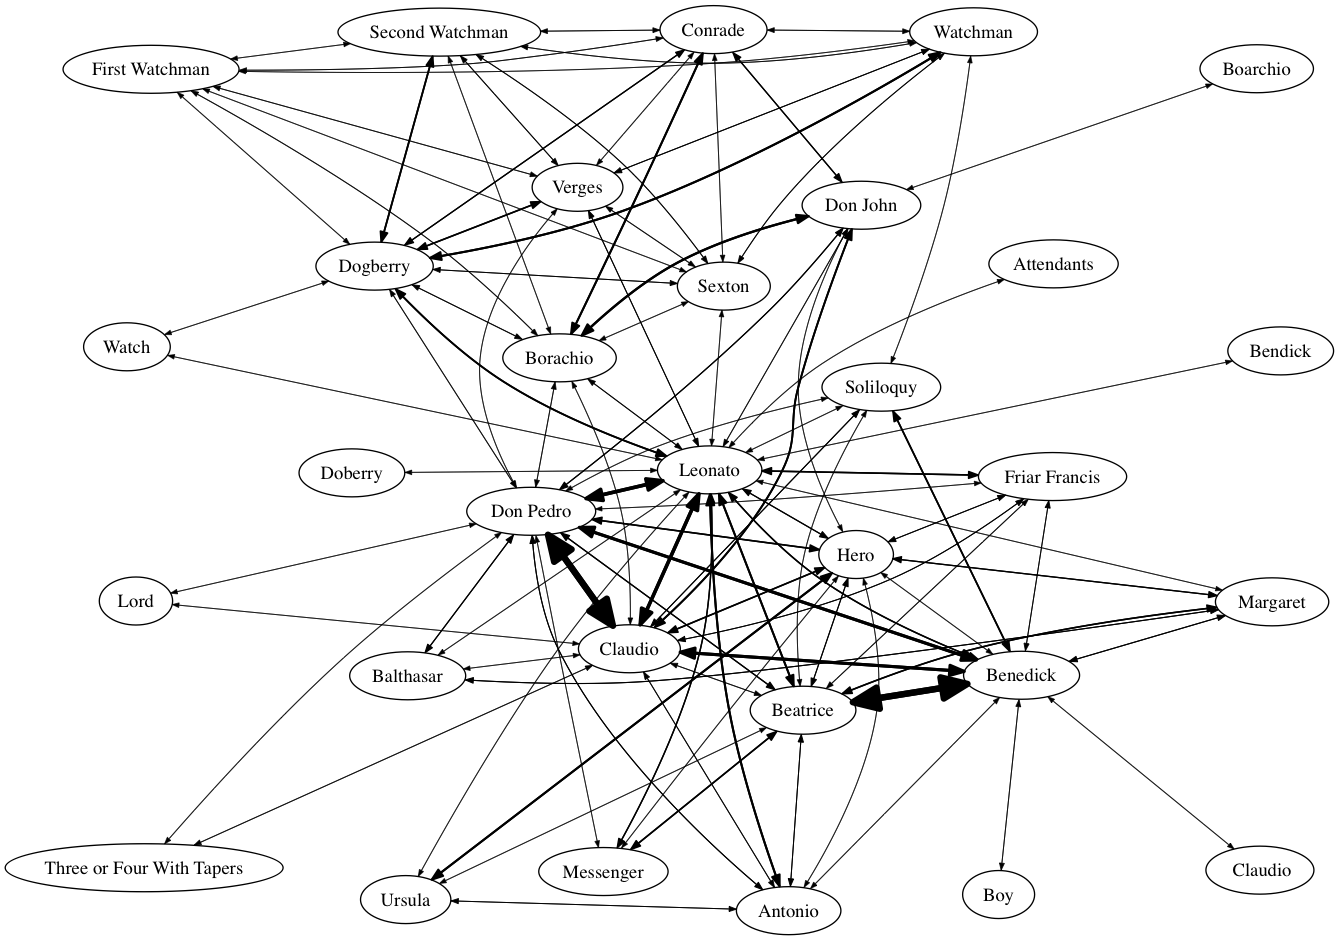 Second Watchman
Conrade
Watchman
First Watchman
Boarchio
Verges
Don John
Dogberry
Sexton
Attendants
Watch
Borachio
Bendick
Soliloquy
Doberry
Leonato
Friar Francis
Don Pedro
Hero
Lord
Margaret
Claudio
Balthasar
Benedick
Beatrice
Three or Four With Tapers
Messenger
Claudio
Ursula
Boy
Antonio